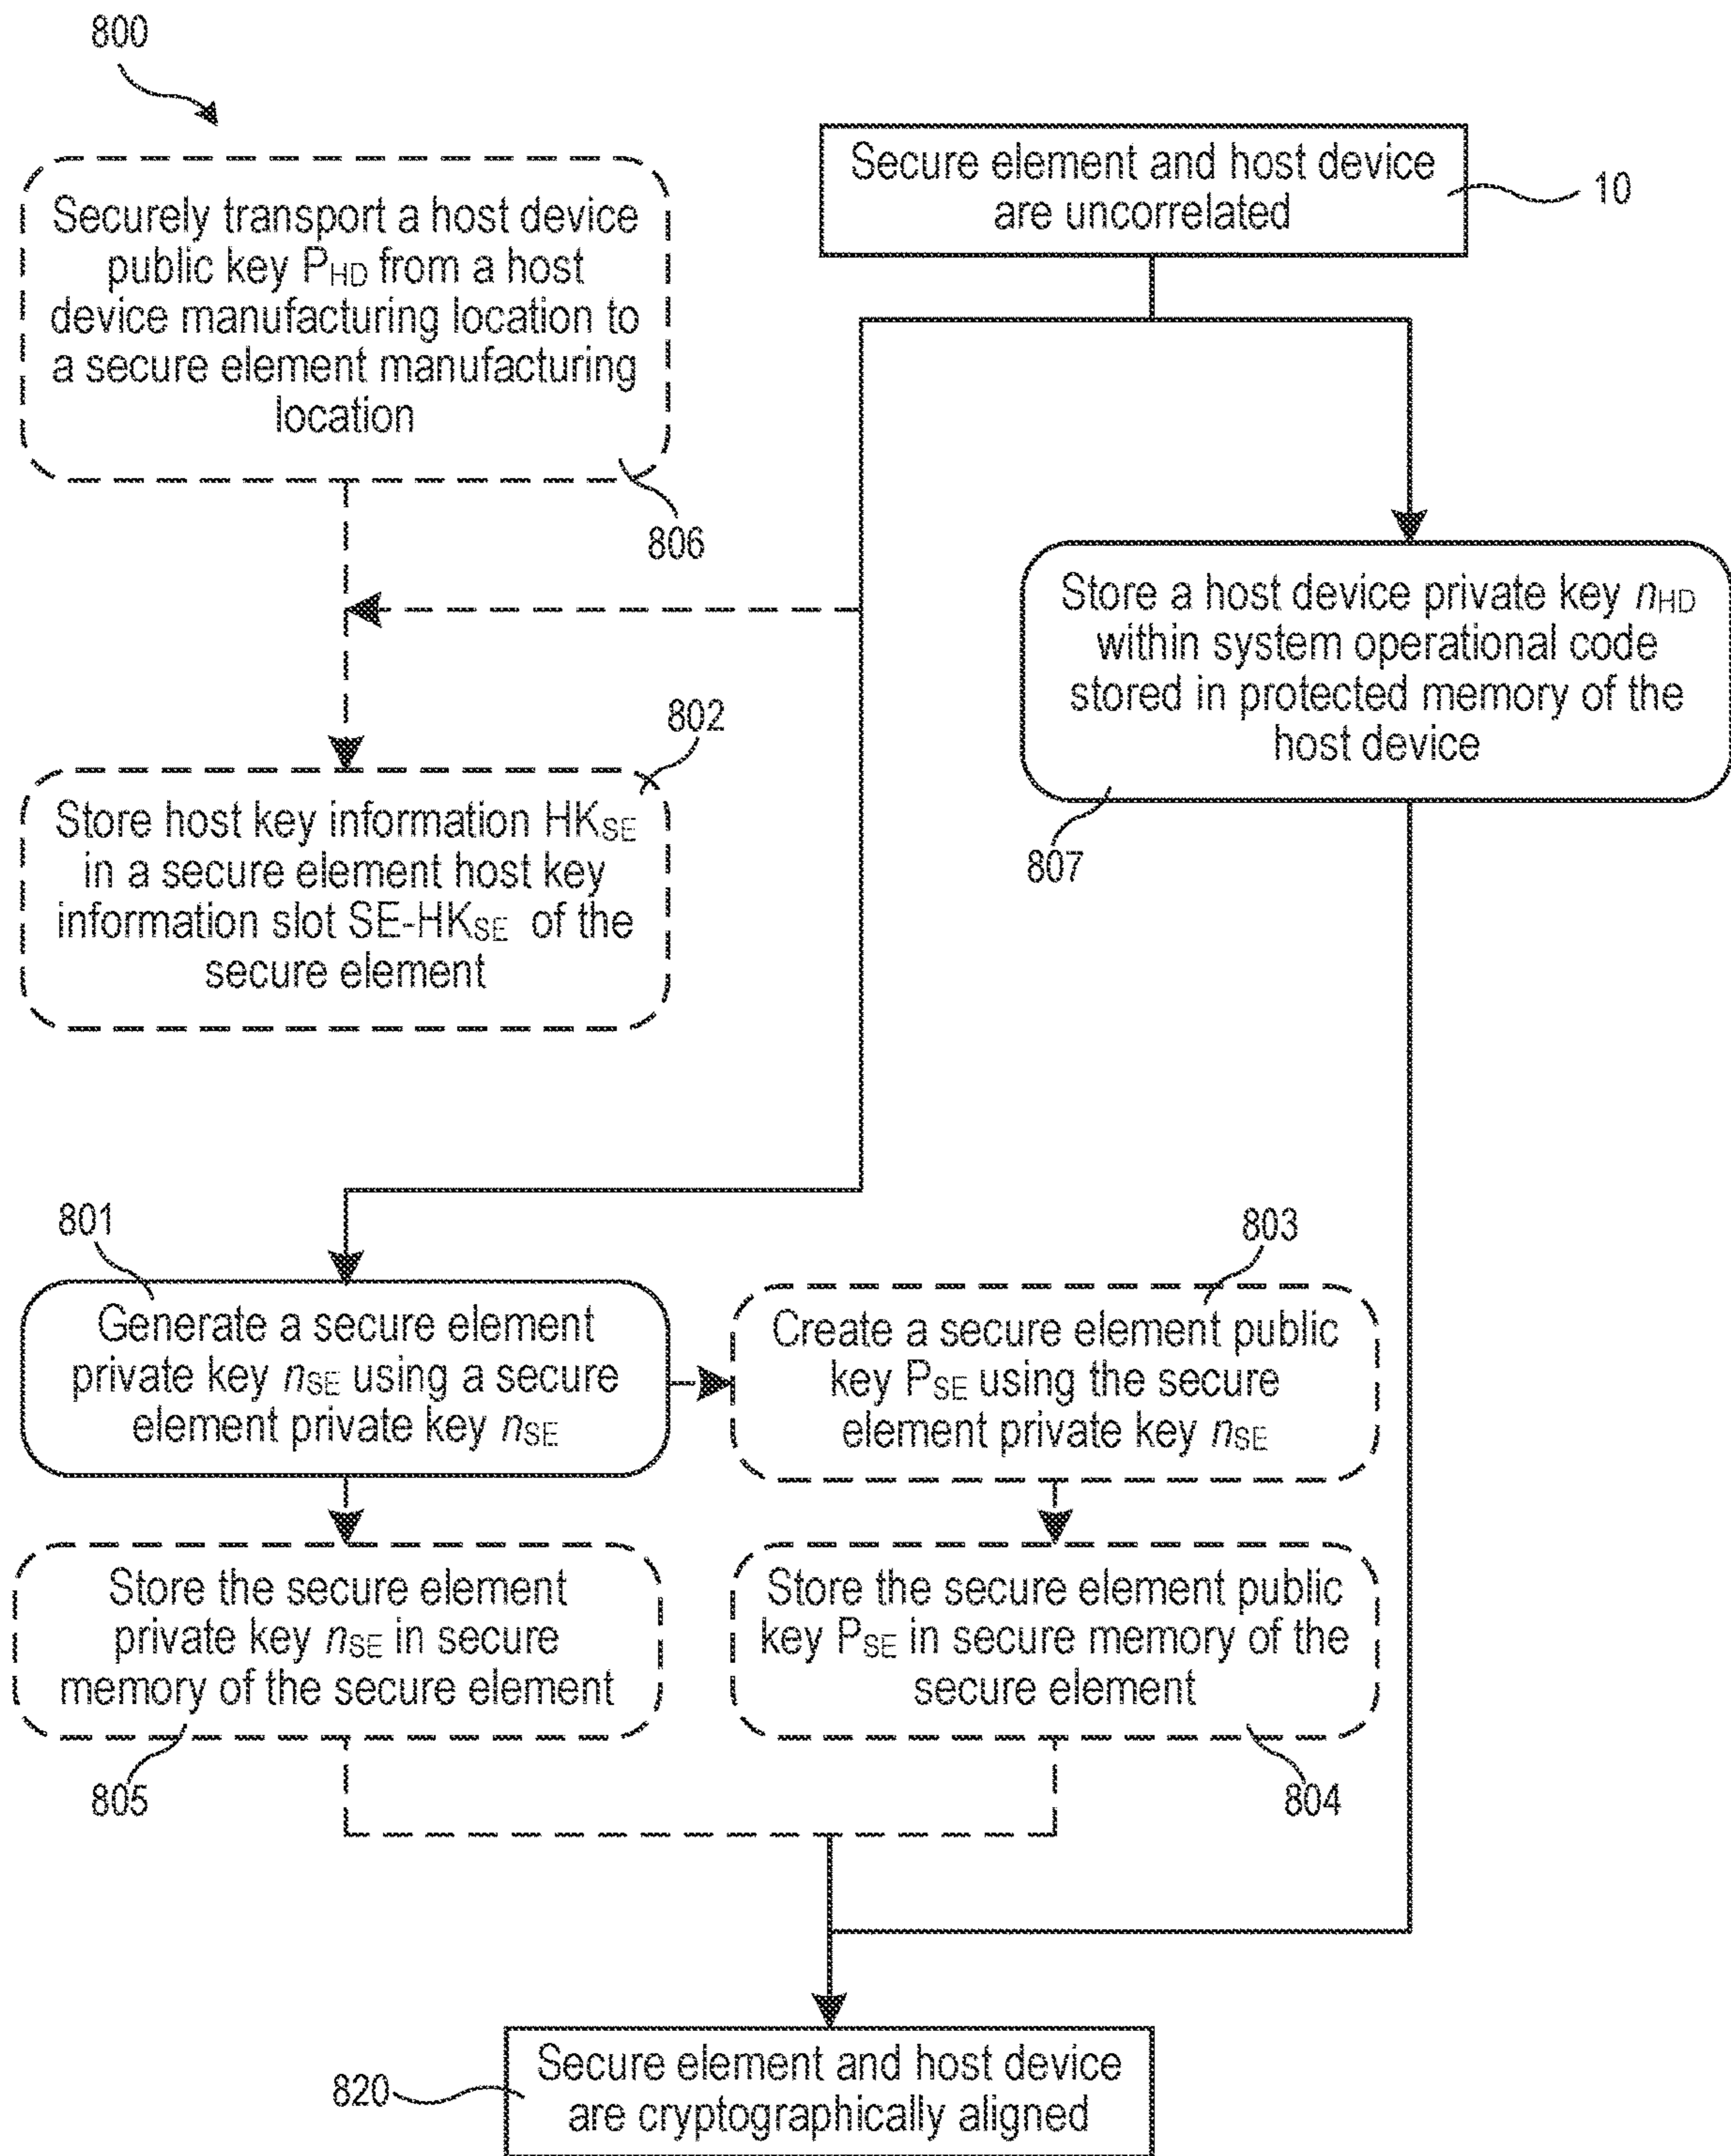 800
Secure element and host device
are uncorrelated
10
Securely transport a host device
public key PHD from a host
device manufacturing location to
a secure element manufacturing
location
806
Store a host device private key nHD
within system operational code
stored in protected memory of the
host device
807
802
Store host key information HKSE
in a secure element host key
information slot SE-HKSE of the
secure element
801
Generate a secure element
private key nSE using a secure
element private key nSE
803
Create a secure element public
key PSE using the secure
element private key nSE
Store the secure element
private key nSE in secure
memory of the secure element
805
Store the secure element public
key PSE in secure memory of the
secure element
804
820
Secure element and host device
are cryptographically aligned